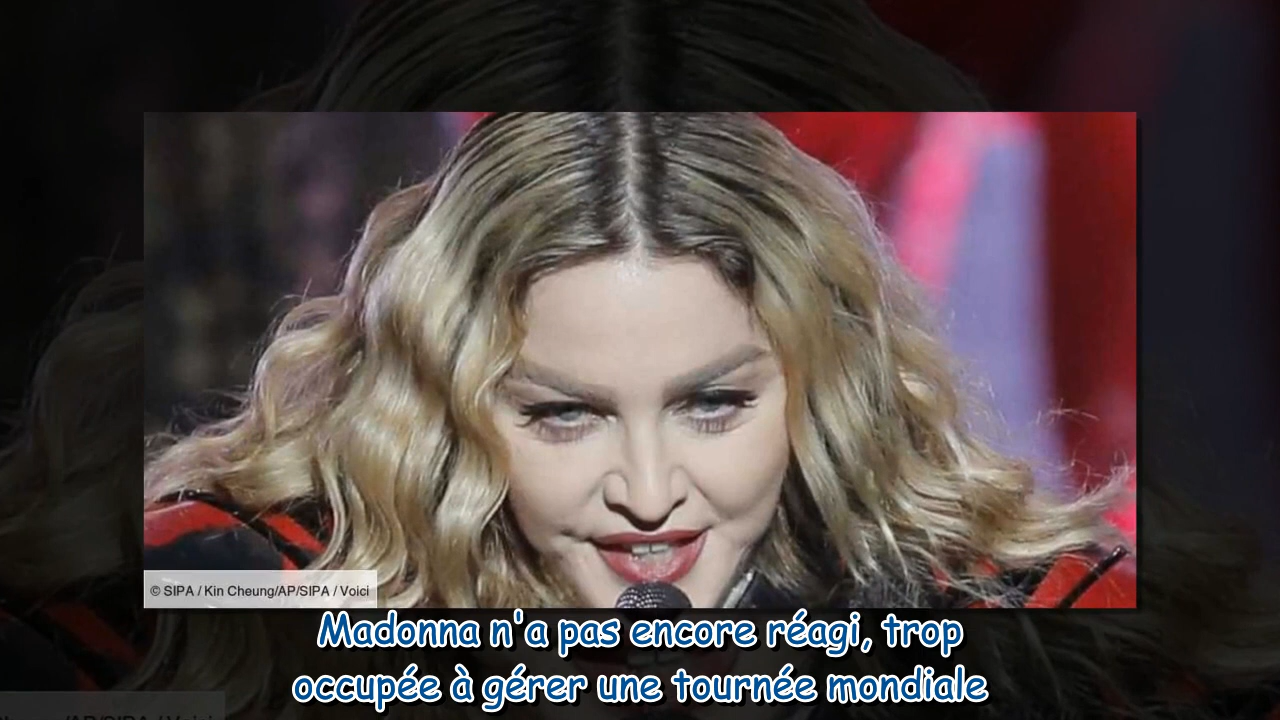 © SIPA / Kin Cheung/AP/SIPA / Voici
Madonna n'a pas encore réagi, trop
occupée à gérer une tournée mondiale